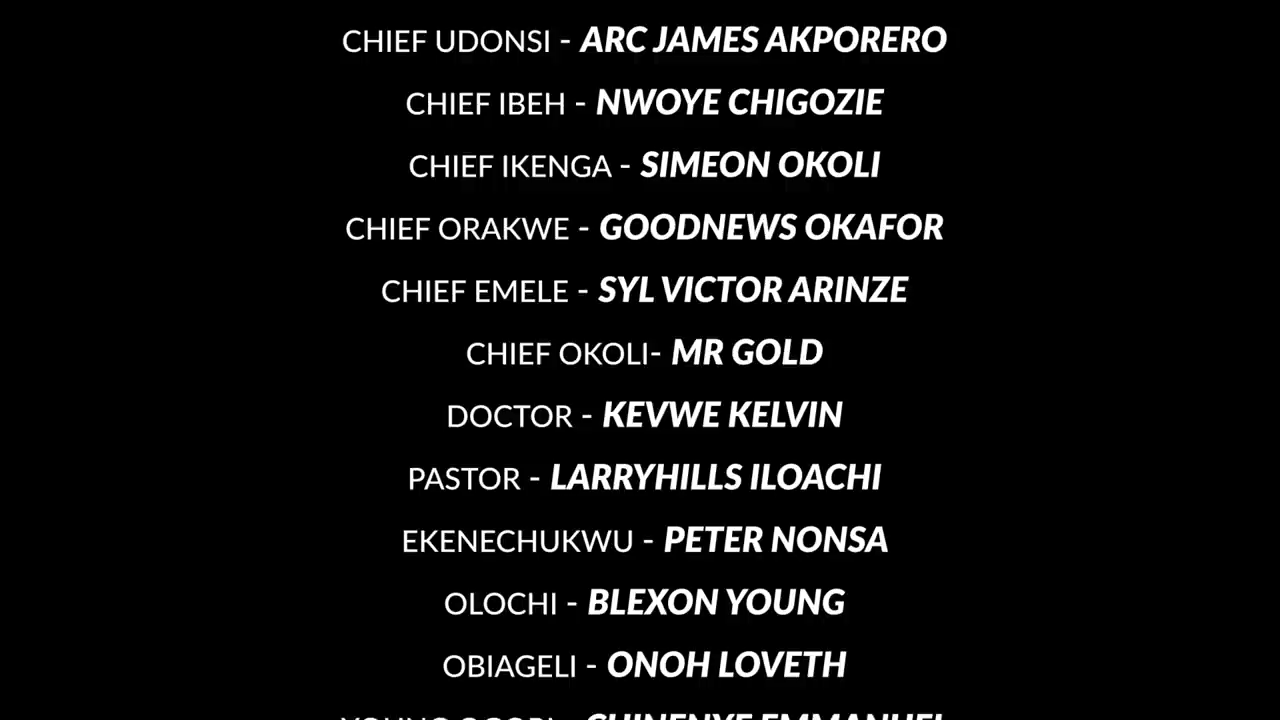 CHIEF UDONSI - ARC JAMES AKPORERO
CHIEF IBEH - NWOYE CHIGOZIE
CHIEF IKENGA - SIMEON OKOLI
CHIEF ORAKWE - GOODNEWS OKAFOR
CHIEF EMELE - SYL VICTOR ARINZE
CHIEF OKOLI- MR GOLD
DOCTOR - KEVWE KELVIN
PASTOR - LARRYHILLS ILOACHI
EKENECHUKWU - PETER NONSA
OLOCHI - BLEXON YOUNG
OBIAGELI - ONOH LOVETH
- CHINENYE EMMANUEL